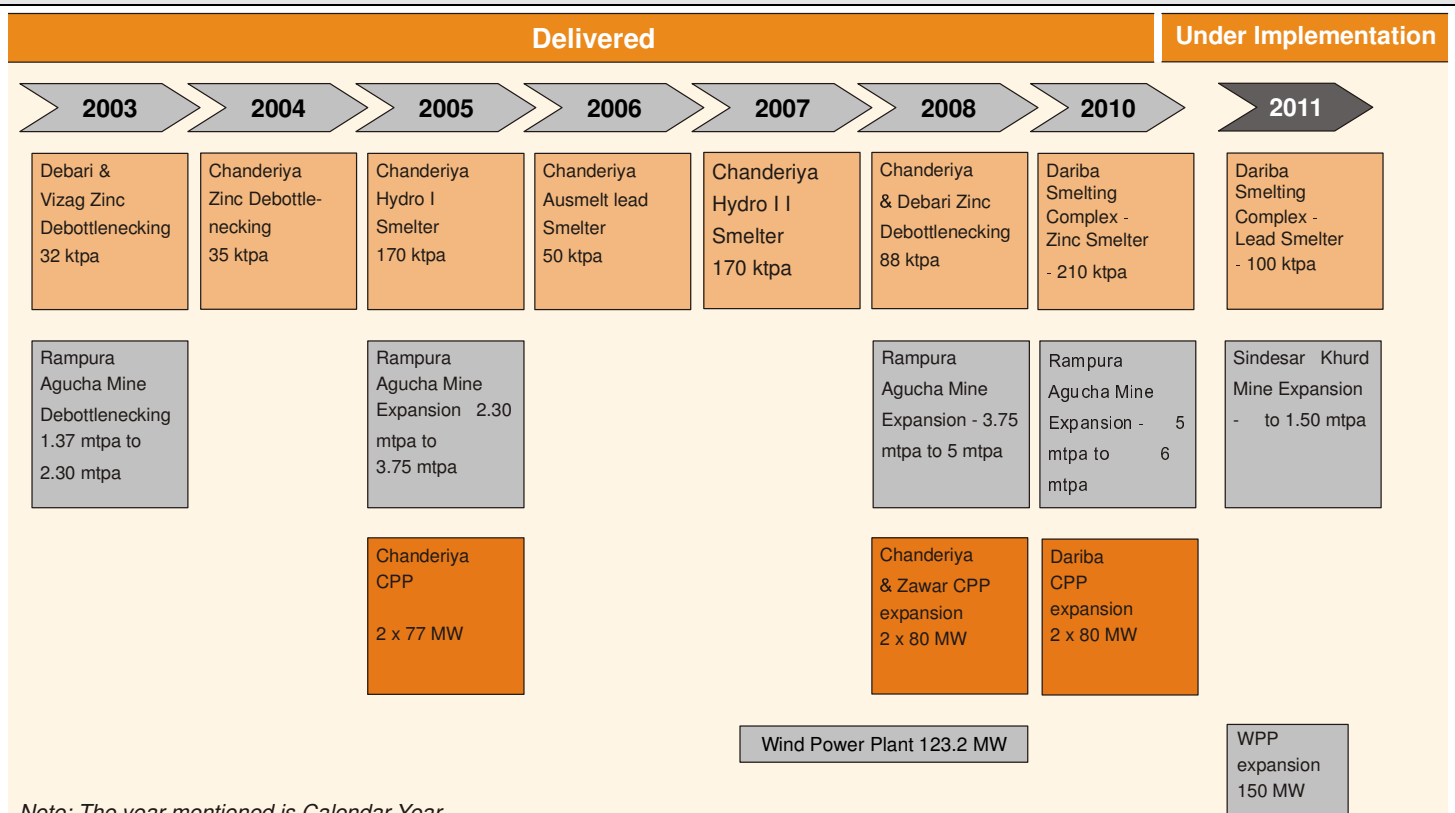 Delivered
Under Implementation
2003
2004
2005
2006
2007
2008
2010
2011
Debari &
Vizag Zinc
Debottlenecking
32 ktpa
Chanderiya
Zinc Debottle-
necking
35 ktpa
Chanderiya
Hydro I
Smelter
170 ktpa
Chanderiya
Ausmelt lead
Smelter
50 ktpa
Chanderiya
Hydro I I
Smelter
170 ktpa
Chanderiya
& Debari Zinc
Debottlenecking
88 ktpa
Dariba
Smelting
Complex -
Zinc Smelter
- 210 ktpa
Dariba
Smelting
Complex -
Lead Smelter
- 100 ktpa
Rampura
Agucha Mine
Debottlenecking
1.37 mtpa to
2.30 mtpa
Rampura
Agucha Mine
Expansion 2.30
mtpa to
3.75 mtpa
Rampura
Agucha Mine
Expansion - 3.75
mtpa to 5 mtpa
Rampura
Agucha Mine
Expansion - 5
mtpa to 6
mtpa
Sindesar Khurd
Mine Expansion
- to 1.50 mtpa
Chanderiya
CPP
2 x 77 MW
Chanderiya
& Zawar CPP
expansion
2 x 80 MW
Dariba
CPP
expansion
2 x 80 MW
Wind Power Plant 123.2 MW
WPP
expansion
150 MW
Note: The year mentioned is Calendar Year